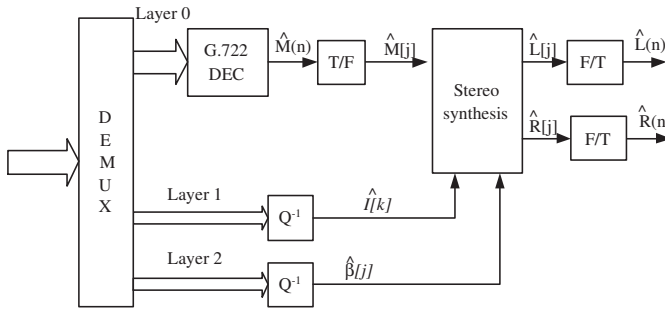 Layer 0
G.722
DEC
M̂(n)
T/F
M̂[j]
Stereo
synthesis
L̂[j]
F/T
L̂(n)
R̂[j]
F/T
R̂(n
D
E
M
U
X
Layer 1
Q⁻¹
Î[k]
Layer 2
Q⁻¹
β̂[j]